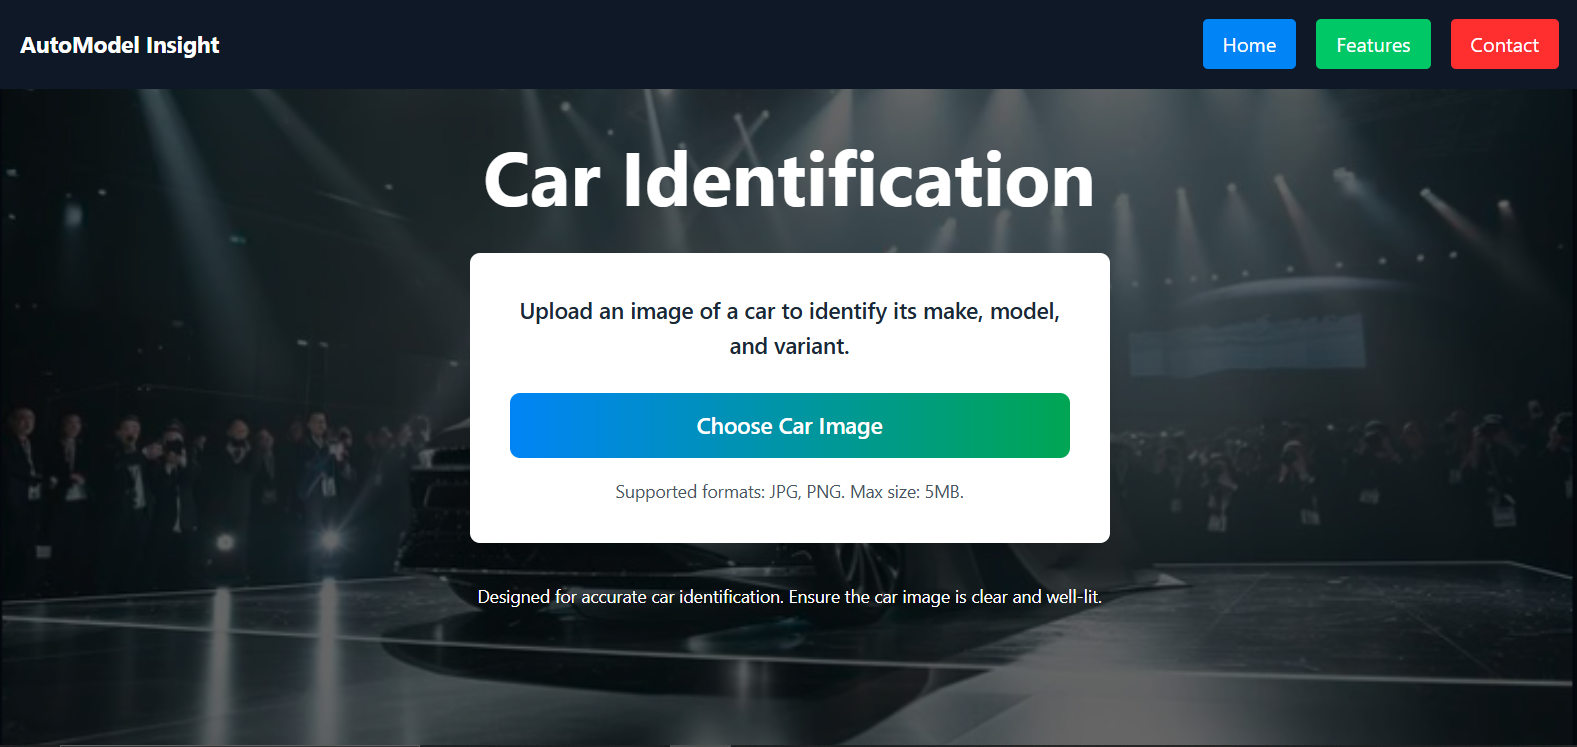 AutoModel Insight
Home
Features
Contact
Car Identification
Upload an image of a car to identify its make, model,
and variant.
Choose Car Image
Supported formats: JPG, PNG. Max size: 5MB.
Designed for accurate car identification. Ensure the car image is clear and well-lit.